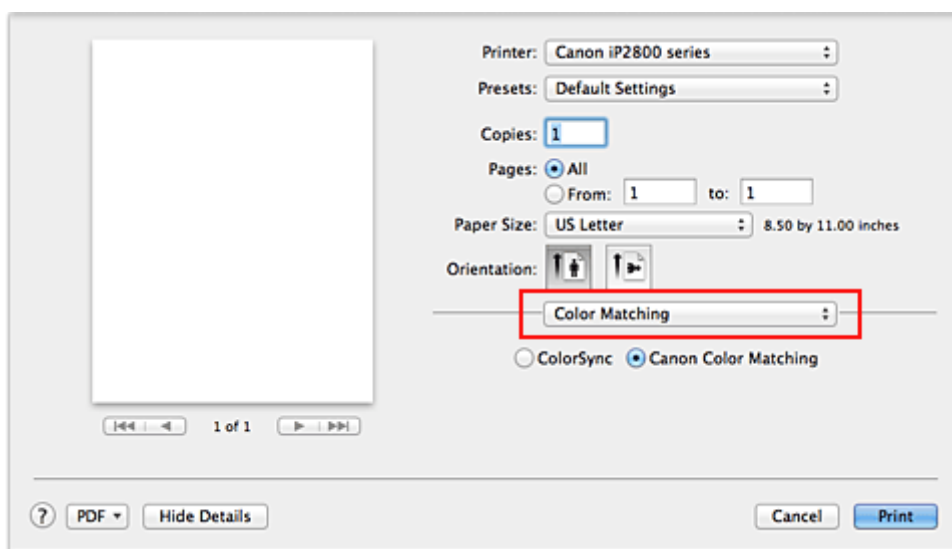 Printer: Canon iP2800 series
Presets: Default Settings
Copies: 1
Pages: All
From: 1 to: 1
Paper Size: US Letter 8.50 by 11.00 inches
Orientation:
Color Matching
ColorSync Canon Color Matching
1 of 1
? PDF Hide Details Cancel Print